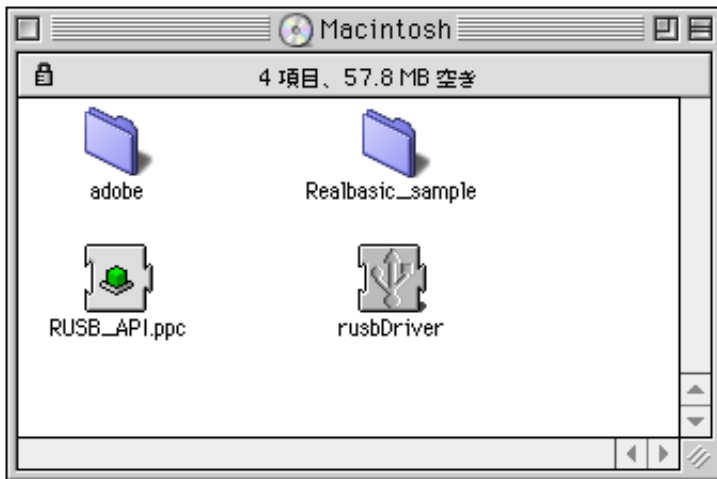 Macintosh
4 項目、57.8 MB 空き
adobe
Realbasic_sample
RUSB_API.ppc
rusbDriver